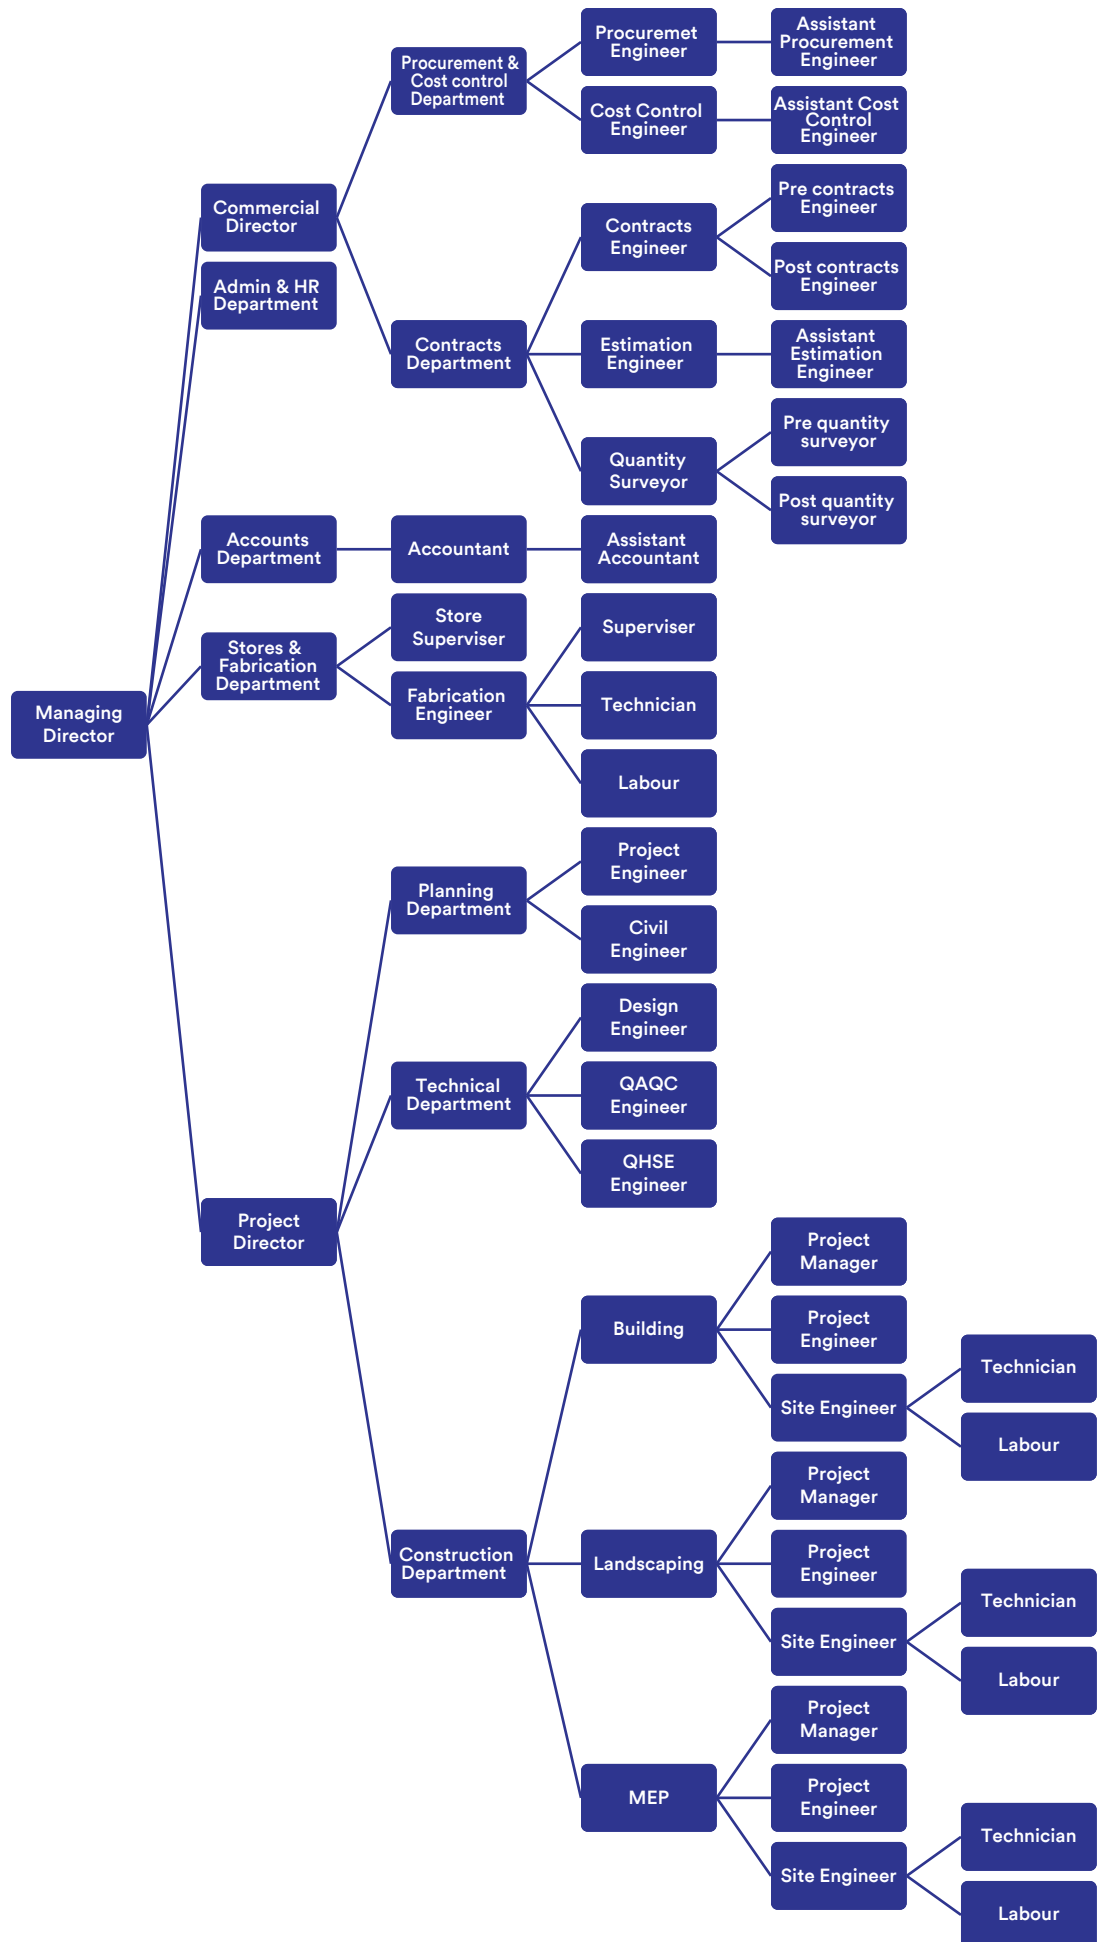 Procuremet
Engineer
Assistant
Procurement
Engineer
Procurement &
Cost control
Department
Cost Control
Engineer
Assistant Cost
Control
Engineer
Commercial
Director
Pre contracts
Engineer
Contracts
Engineer
Admin & HR
Department
Post contracts
Engineer
Contracts
Department
Estimation
Engineer
Assistant
Estimation
Engineer
Pre quantity
surveyor
Quantity
Surveyor
Post quantity
surveyor
Accounts
Department
Accountant
Assistant
Accountant
Store
Superviser
Superviser
Stores &
Fabrication
Department
Fabrication
Engineer
Technician
Managing
Director
Labour
Project
Engineer
Planning
Department
Civil
Engineer
Design
Engineer
Technical
Department
QAQC
Engineer
QHSE
Engineer
Project
Director
Project
Manager
Building
Project
Engineer
Technician
Site Engineer
Labour
Project
Manager
Construction
Department
Landscaping
Project
Engineer
Technician
Site Engineer
Labour
Project
Manager
MEP
Project
Engineer
Technician
Site Engineer
Labour